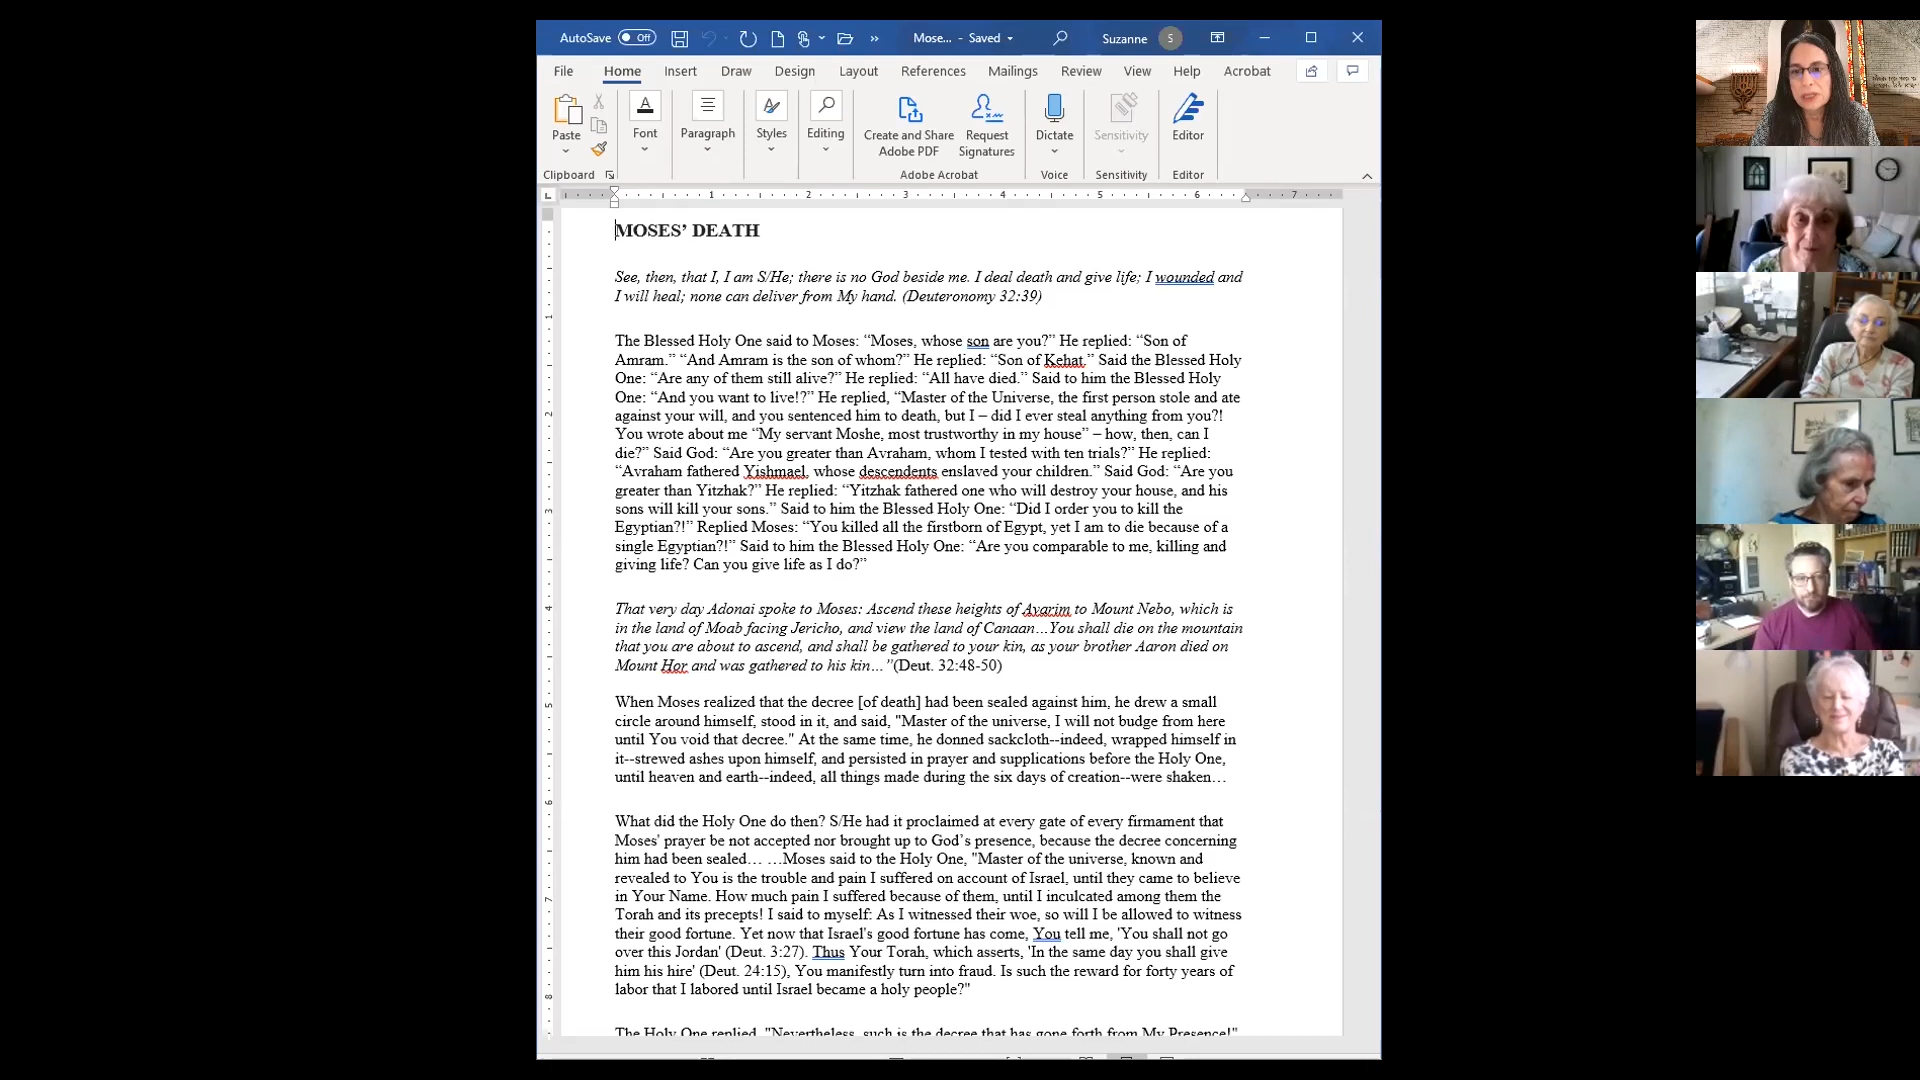 AutoSave Off Mose... - Saved Suzanne S
File Home Insert Draw Design Layout References Mailings Review View Help Acrobat
Paste Font Paragraph Styles Editing Create and Share Adobe PDF Request Signatures Dictate Sensitivity Editor
Clipboard Adobe Acrobat Voice Sensitivity Editor
1 2 3 4 5 6 7
MOSES’ DEATH
See, then, that I, I am S/He; there is no God beside me. I deal death and give life; I wounded and
I will heal; none can deliver from My hand. (Deuteronomy 32:39)
The Blessed Holy One said to Moses: “Moses, whose son are you?” He replied: “Son of
Amram.” “And Amram is the son of whom?” He replied: “Son of Kehat.” Said the Blessed Holy
One: “Are any of them still alive?” He replied: “All have died.” Said to him the Blessed Holy
One: “And you want to live!?” He replied, “Master of the Universe, the first person stole and ate
against your will, and you sentenced him to death, but I – did I ever steal anything from you?!
You wrote about me “My servant Moshe, most trustworthy in my house” – how, then, can I
die?” Said God: “Are you greater than Avraham, whom I tested with ten trials?” He replied:
“Avraham fathered Yishmael, whose descendents enslaved your children.” Said God: “Are you
greater than Yitzhak?” He replied: “Yitzhak fathered one who will destroy your house, and his
sons will kill your sons.” Said to him the Blessed Holy One: “Did I order you to kill the
Egyptian?!” Replied Moses: “You killed all the firstborn of Egypt, yet I am to die because of a
single Egyptian?!” Said to him the Blessed Holy One: “Are you comparable to me, killing and
giving life? Can you give life as I do?”
That very day Adonai spoke to Moses: Ascend these heights of Avarim to Mount Nebo, which is
in the land of Moab facing Jericho, and view the land of Canaan…You shall die on the mountain
that you are about to ascend, and shall be gathered to your kin, as your brother Aaron died on
Mount Hor and was gathered to his kin…”(Deut. 32:48-50)
When Moses realized that the decree [of death] had been sealed against him, he drew a small
circle around himself, stood in it, and said, "Master of the universe, I will not budge from here
until You void that decree." At the same time, he donned sackcloth--indeed, wrapped himself in
it--strewed ashes upon himself, and persisted in prayer and supplications before the Holy One,
until heaven and earth--indeed, all things made during the six days of creation--were shaken…
What did the Holy One do then? S/He had it proclaimed at every gate of every firmament that
Moses' prayer be not accepted nor brought up to God’s presence, because the decree concerning
him had been sealed… …Moses said to the Holy One, "Master of the universe, known and
revealed to You is the trouble and pain I suffered on account of Israel, until they came to believe
in Your Name. How much pain I suffered because of them, until I inculcated among them the
Torah and its precepts! I said to myself: As I witnessed their woe, so will I be allowed to witness
their good fortune. Yet now that Israel's good fortune has come, You tell me, 'You shall not go
over this Jordan' (Deut. 3:27). Thus Your Torah, which asserts, 'In the same day you shall give
him his hire' (Deut. 24:15), You manifestly turn into fraud. Is such the reward for forty years of
labor that I labored until Israel became a holy people?"
The Holy One replied, "Nevertheless, such is the decree that has gone forth from My Presence!"